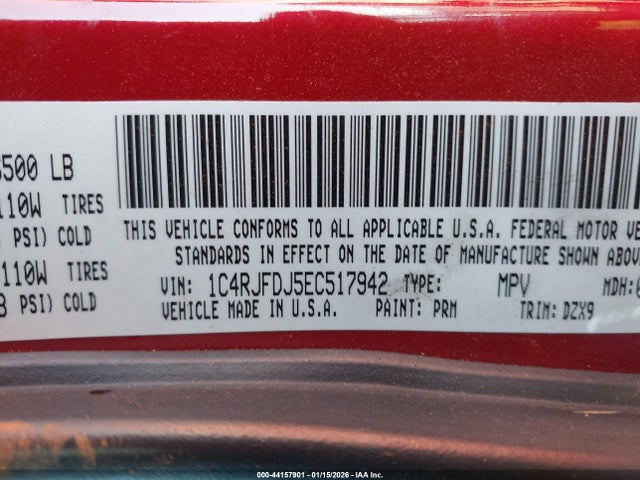 500 LB
110W TIRES
PSI) COLD
110W TIRES
PSI) COLD
THIS VEHICLE CONFORMS TO ALL APPLICABLE U.S.A. FEDERAL MOTOR VE
STANDARDS IN EFFECT ON THE DATE OF MANUFACTURE SHOWN ABOVE
VIN: 1C4RJFDJ5EC517942 TYPE: MPV MDH:0
VEHICLE MADE IN U.S.A. PAINT: PRM TRIM: DZX9
000-44157901 - 01/15/2026 - IAA Inc.